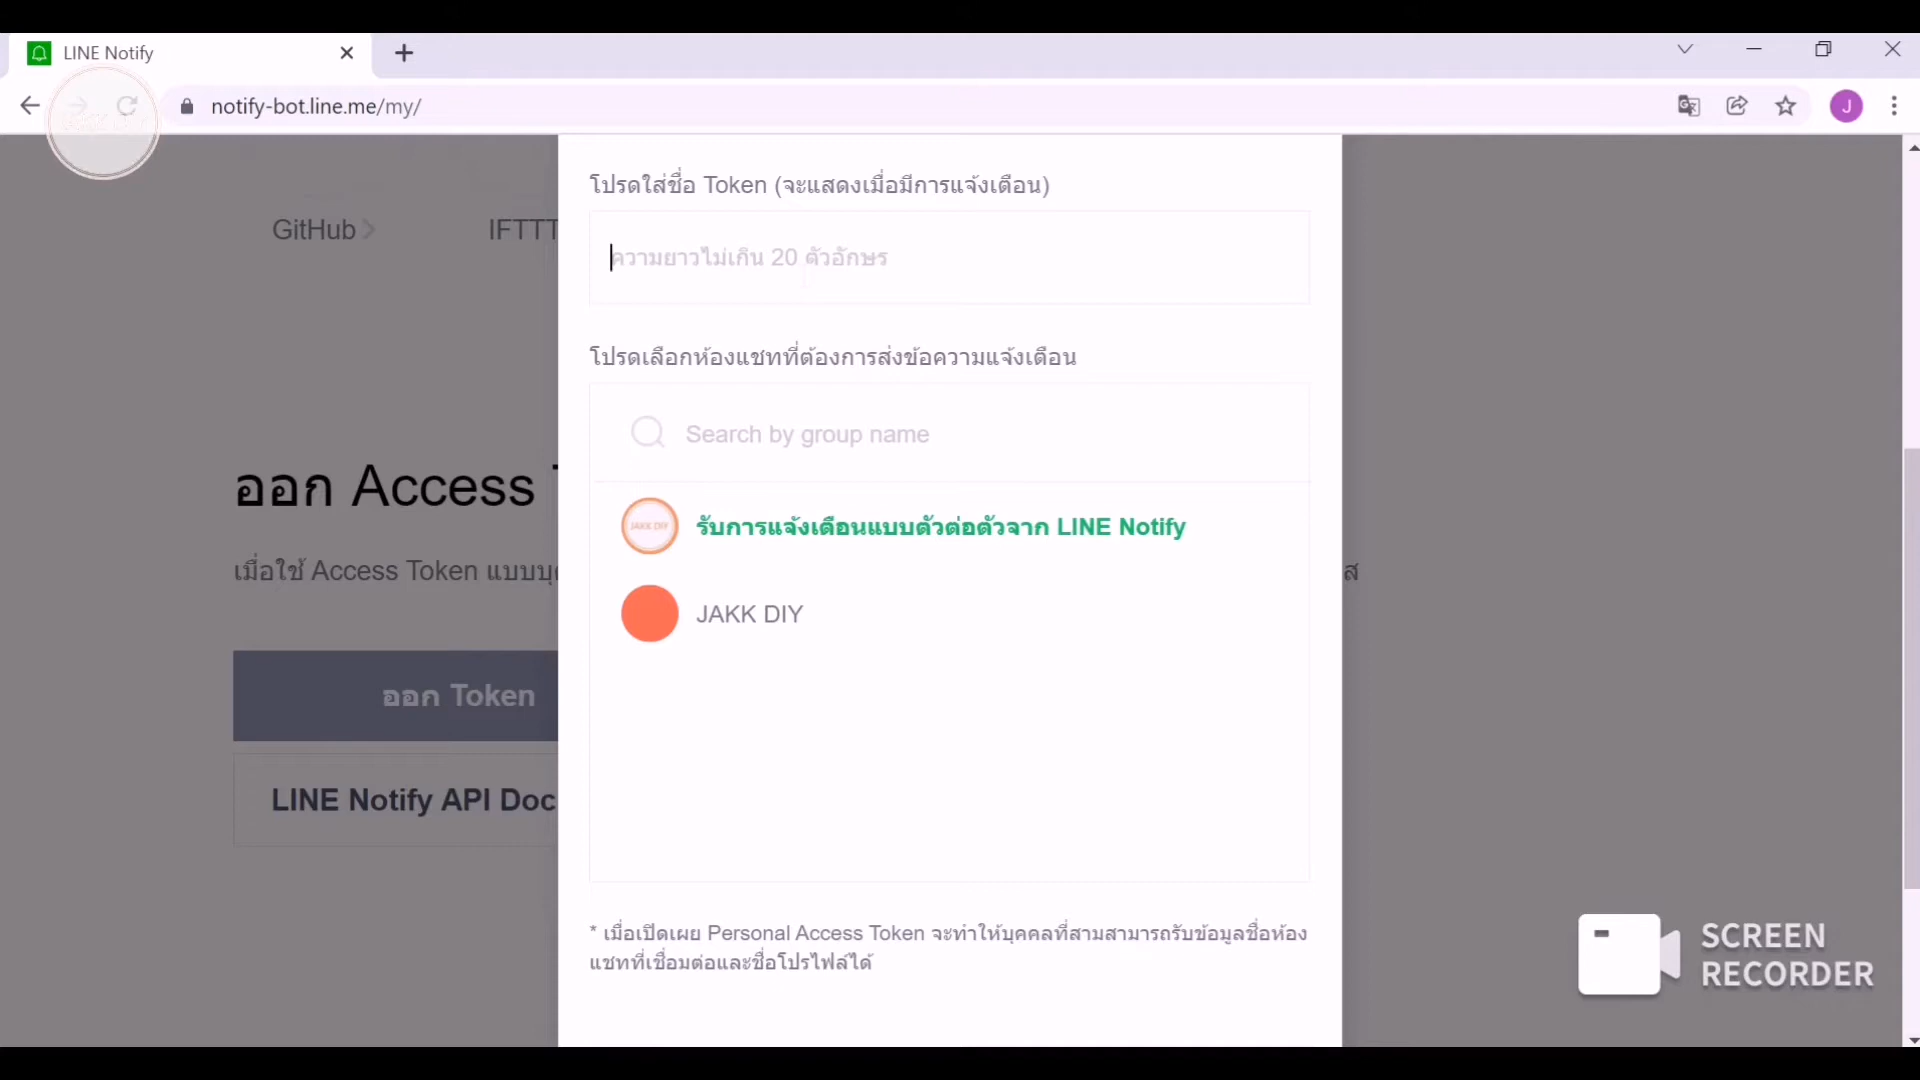 LINE Notify
notify-bot.line.me/my/
J
GitHub
IFTTT
โปรดใส่ชื่อ Token (จะแสดงเมื่อมีการแจ้งเตือน)
ความยาวไม่เกิน 20 ตัวอักษร
โปรดเลือกห้องแชทที่ต้องการส่งข้อความแจ้งเตือน
Search by group name
JAKK DIY
รับการแจ้งเตือนแบบตัวต่อตัวจาก LINE Notify
JAKK DIY
ออก Access
เมื่อใช้ Access Token แบบบุ
ส
ออก Token
LINE Notify API Doc
* เมื่อเปิดเผย Personal Access Token จะทำให้บุคคลที่สามสามารถรับข้อมูลชื่อห้อง
แชทที่เชื่อมต่อและชื่อโปรไฟล์ได้
SCREEN
RECORDER